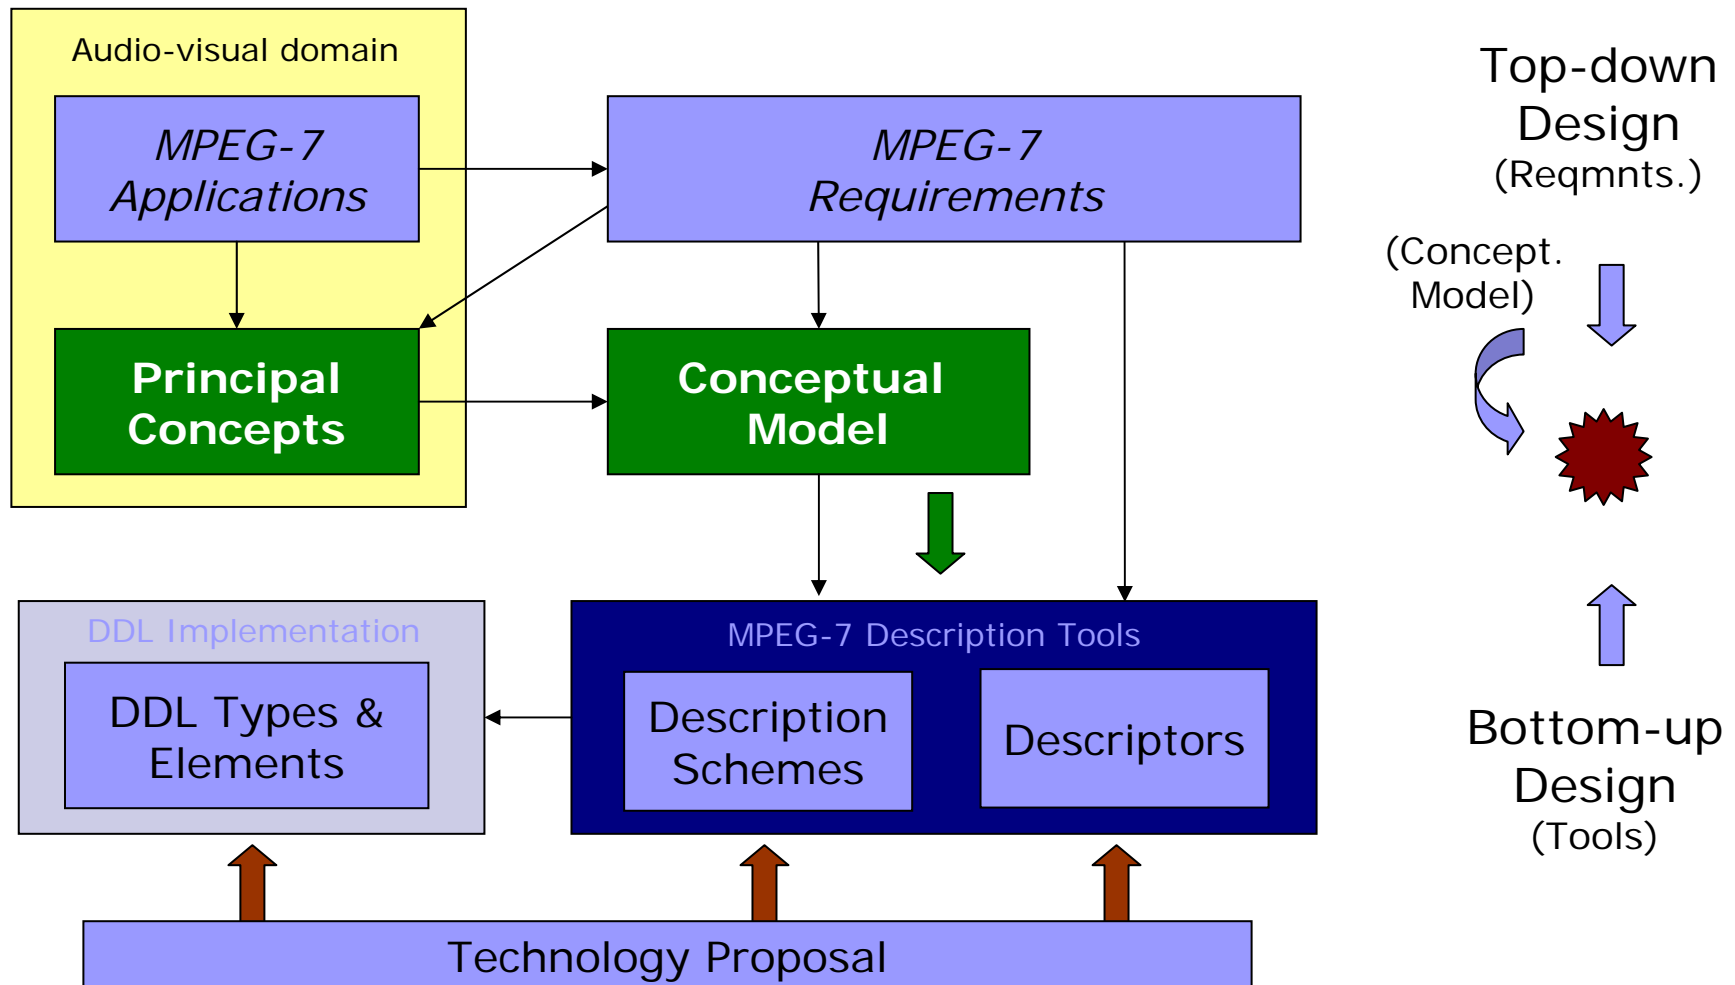 Audio-visual domain
MPEG-7
Applications
MPEG-7
Requirements
Principal
Concepts
Conceptual
Model
DDL Implementation
DDL Types &
Elements
MPEG-7 Description Tools
Description
Schemes
Descriptors
Technology Proposal
Top-down
Design
(Reqmnts.)
(Concept.
Model)
Bottom-up
Design
(Tools)